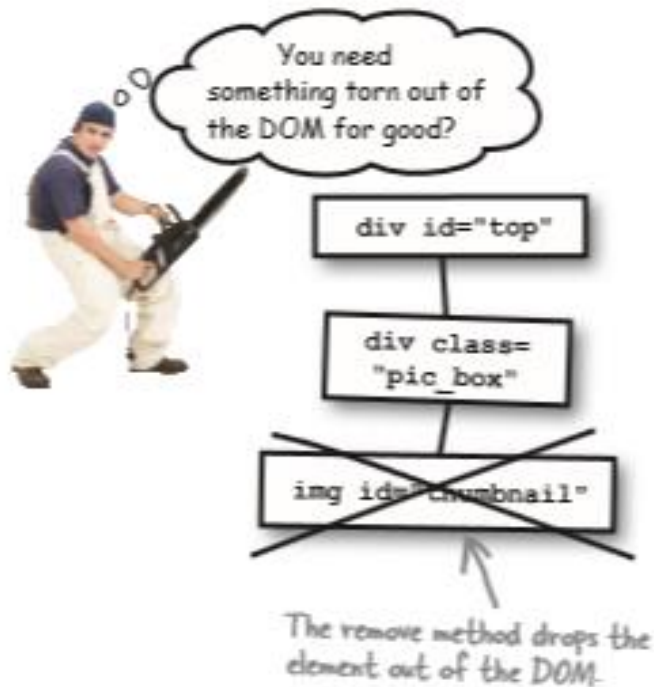 You need
something torn out of
the DOM for good?
div id="top"
div class=
"pic_box"
img id="thumbnail"
The remove method drops the
element out of the DOM.